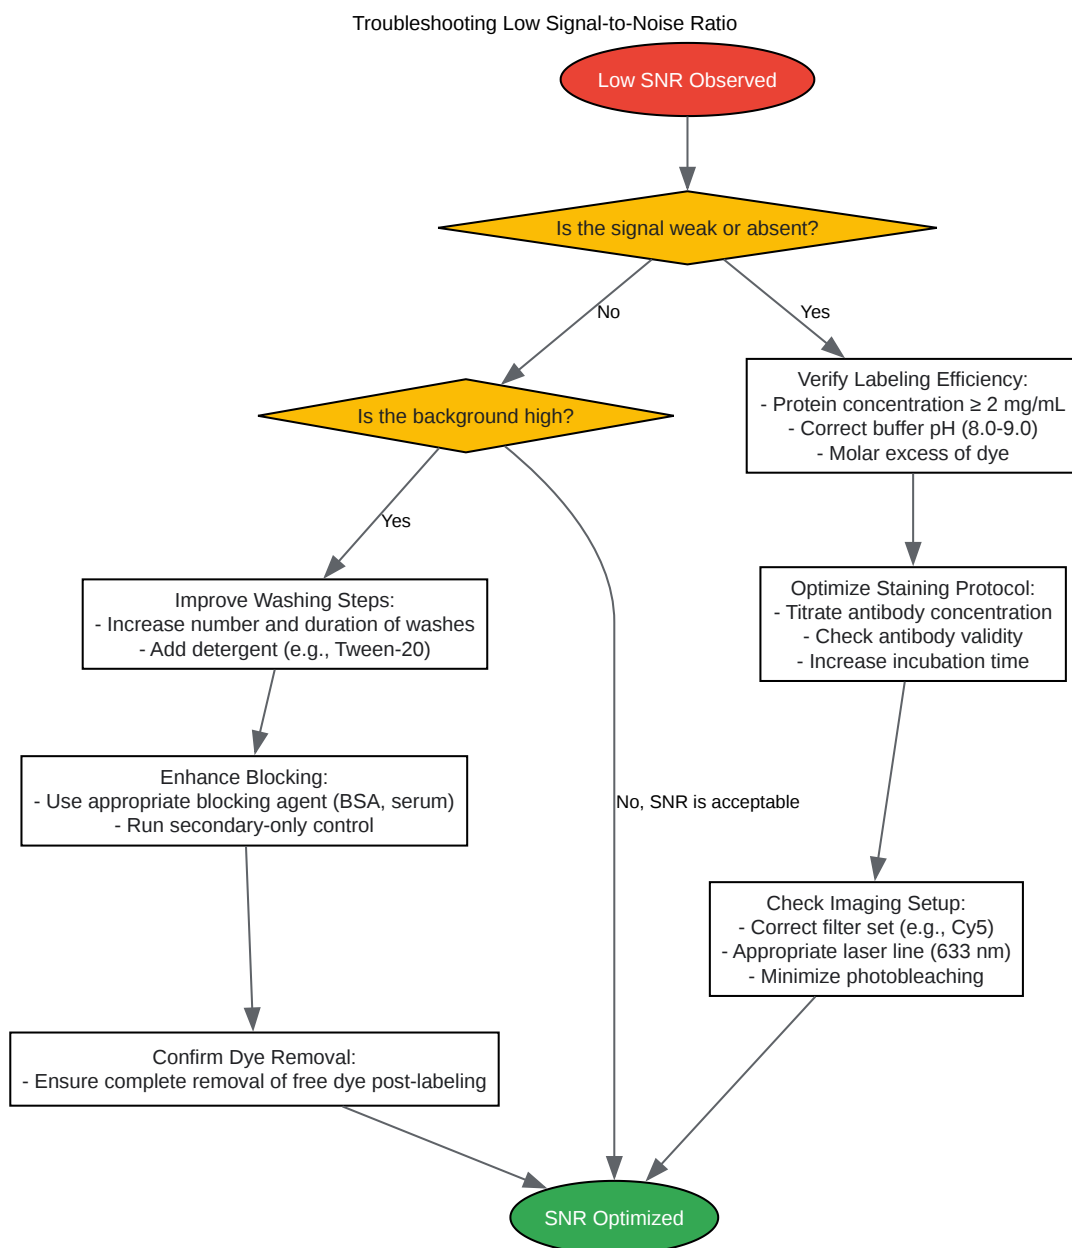 Troubleshooting Low Signal-to-Noise Ratio
Low SNR Observed
Is the signal weak or absent?
No
Yes
Is the background high?
Verify Labeling Efficiency:
- Protein concentration ≥ 2 mg/mL
- Correct buffer pH (8.0-9.0)
- Molar excess of dye
Yes
Improve Washing Steps:
- Increase number and duration of washes
- Add detergent (e.g., Tween-20)
Optimize Staining Protocol:
- Titrate antibody concentration
- Check antibody validity
- Increase incubation time
Enhance Blocking:
- Use appropriate blocking agent (BSA, serum)
- Run secondary-only control
No, SNR is acceptable
Check Imaging Setup:
- Correct filter set (e.g., Cy5)
- Appropriate laser line (633 nm)
- Minimize photobleaching
Confirm Dye Removal:
- Ensure complete removal of free dye post-labeling
SNR Optimized